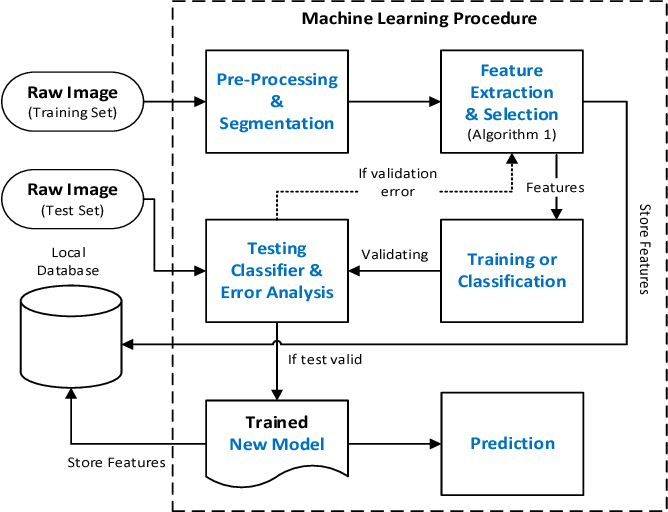 Machine Learning Procedure
Raw Image
(Training Set)
Pre-Processing
&
Segmentation
Feature
Extraction
& Selection
(Algorithm 1)
If validation
error
Features
Raw Image
(Test Set)
Store Features
Local
Database
Testing
Classifier &
Error Analysis
Validating
Training or
Classification
If test valid
Trained
New Model
Prediction
Store Features